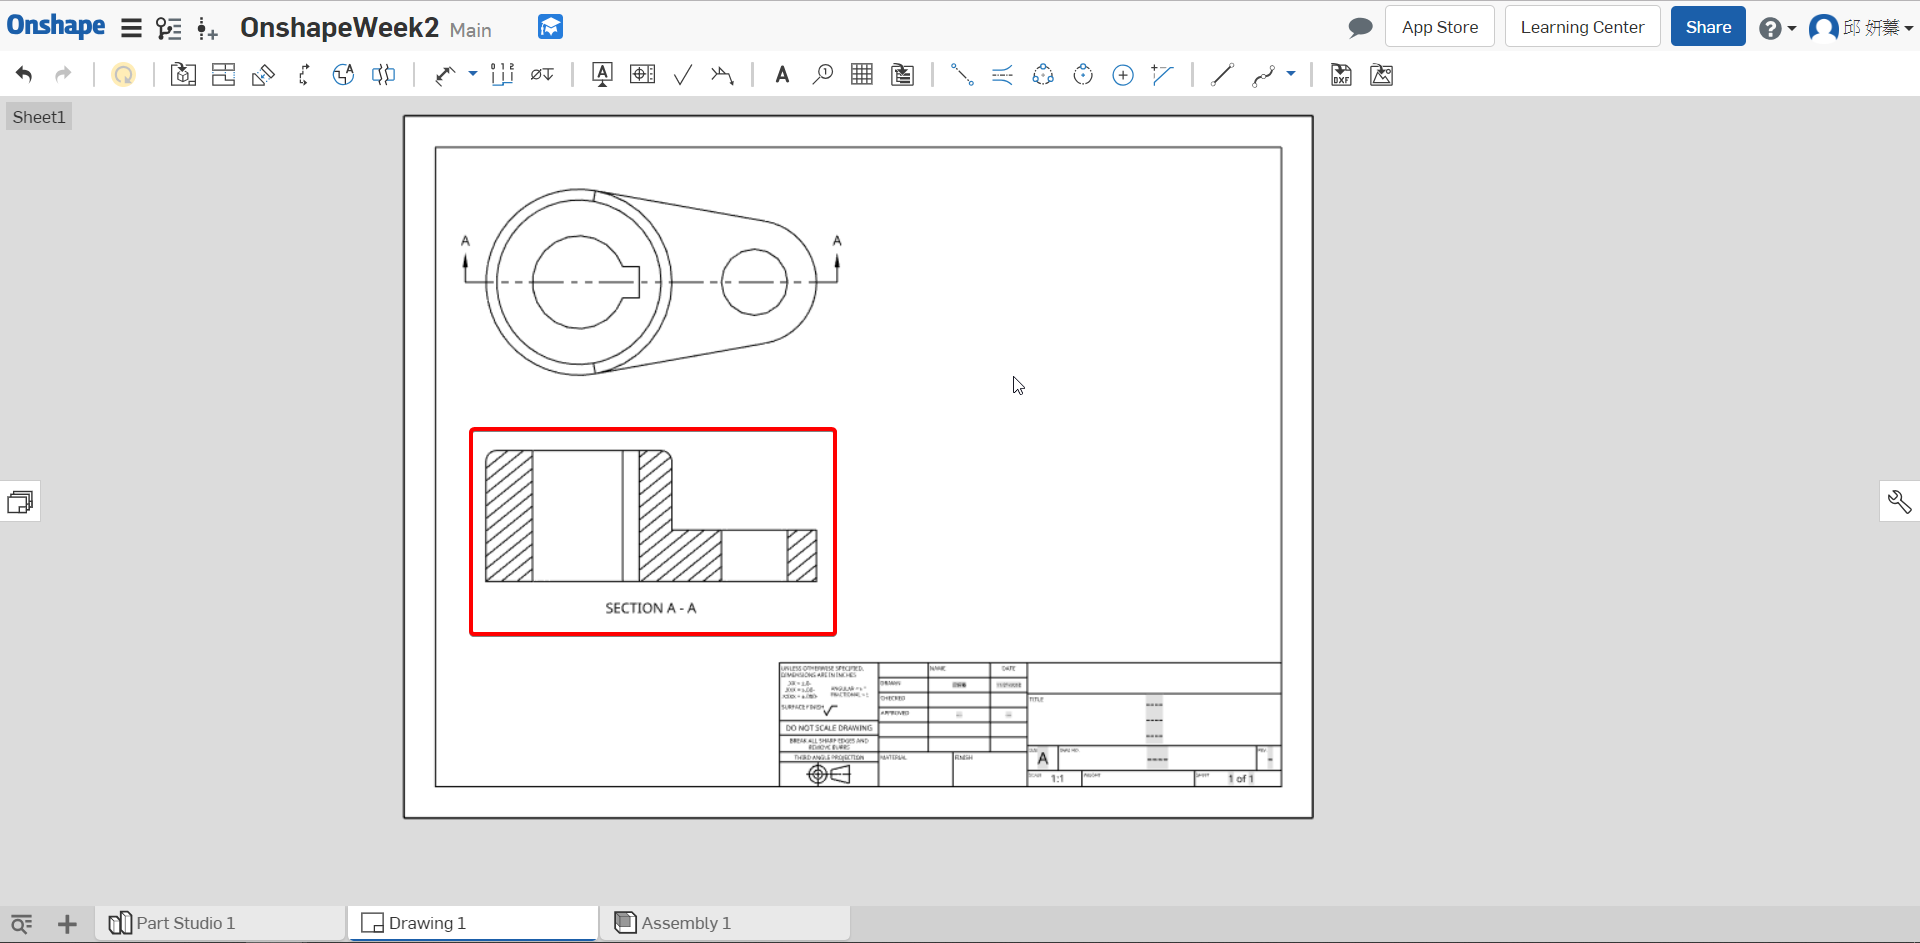 Onshape
OnshapeWeek2 Main
App Store
Learning Center
Share
邱 妍蓁
Sheet1
A
A
SECTION A - A
UNLESS OTHERWISE SPECIFIED,
DIMENSIONS ARE IN INCHES
SURFACE FINISH
DO NOT SCALE DRAWING
BREAK ALL SHARP EDGES AND
REMOVE BURRS
THIRD ANGLE PROJECTION
NAME
DATE
DRAWN
CHECKED
APPROVED
MATERIAL
FINISH
TITLE
A
1:1
1 of 1
Part Studio 1
Drawing 1
Assembly 1